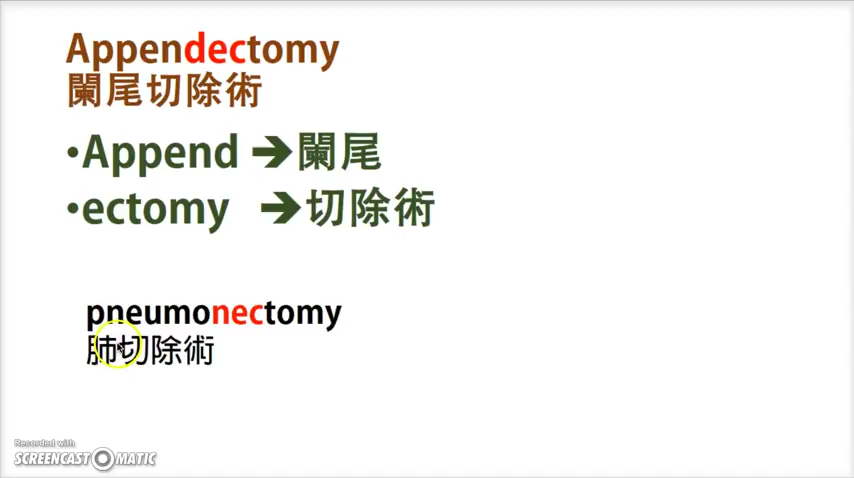 Appendectomy
闌尾切除術
•Append ➔闌尾
•ectomy ➔切除術
pneumonectomy
肺切除術
Recorded with
SCREENCAST MATIC